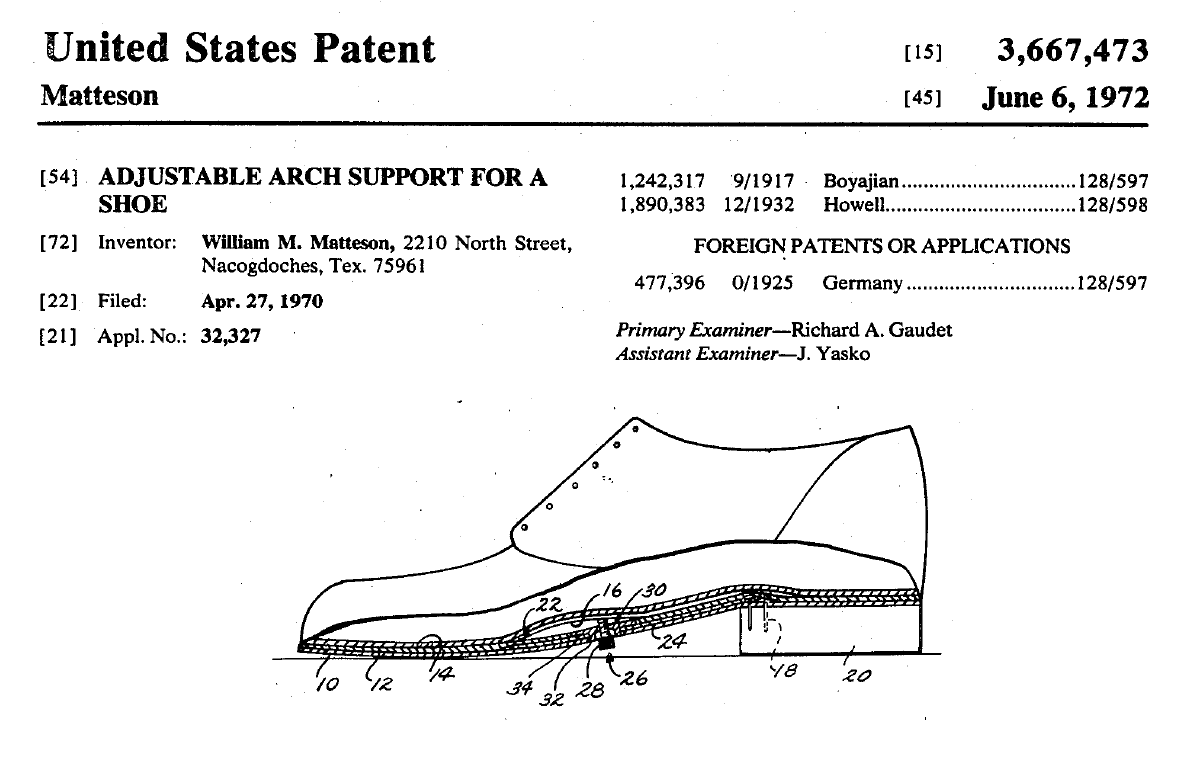 United States Patent
[15] 3,667,473
Matteson
[45] June 6, 1972
[54] ADJUSTABLE ARCH SUPPORT FOR A
SHOE
[72] Inventor: William M. Matteson, 2210 North Street,
Nacogdoches, Tex. 75961
[22] Filed: Apr. 27, 1970
[21] Appl. No.: 32,327
1,242,317 9/1917 Boyajian...............................128/597
1,890,383 12/1932 Howell..................................128/598
FOREIGN PATENTS OR APPLICATIONS
477,396 0/1925 Germany..............................128/597
Primary Examiner—Richard A. Gaudet
Assistant Examiner—J. Yasko
22 16 30
24
10 12 14 34 32 28 26 48 20